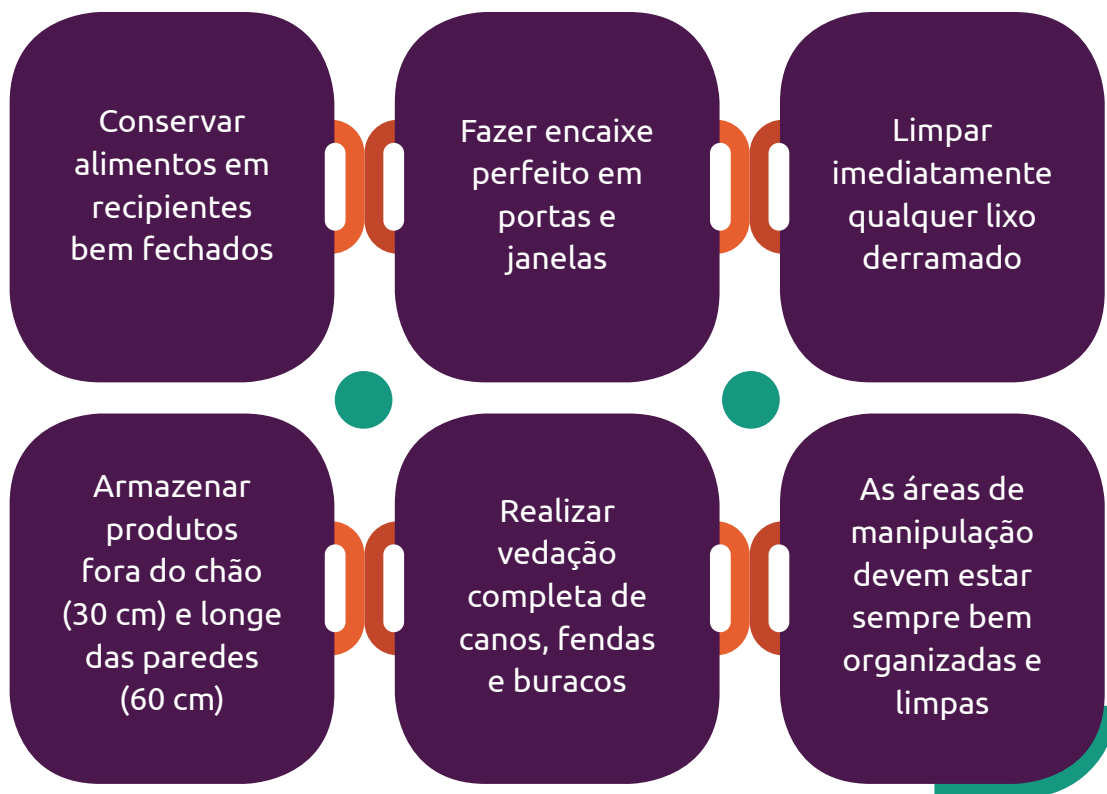 Conservar
alimentos em
recipientes
bem fechados
Fazer encaixe
perfeito em
portas e
janelas
Limpar
imediatamente
qualquer lixo
derramado
Armazenar
produtos
fora do chão
(30 cm) e longe
das paredes
(60 cm)
Realizar
vedação
completa de
canos, fendas
e buracos
As áreas de
manipulação
devem estar
sempre bem
organizadas e
limpas